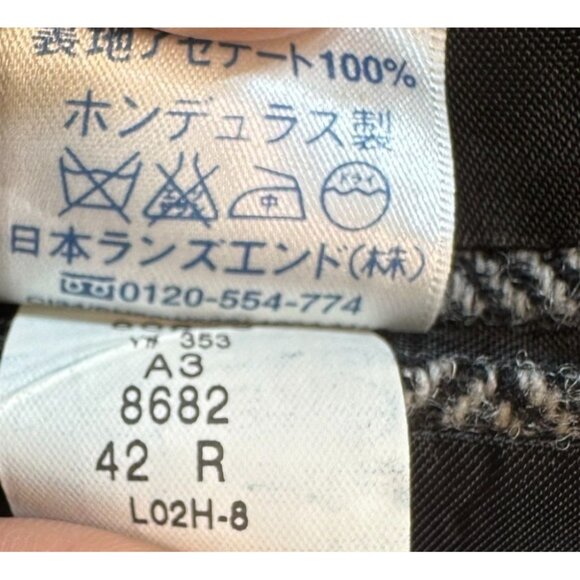 裏地アセテート100%
ホンデュラス製
中 ドライ
日本ランズエンド(株)
0120-554-774
353
A3
8682
42 R
L02H-8